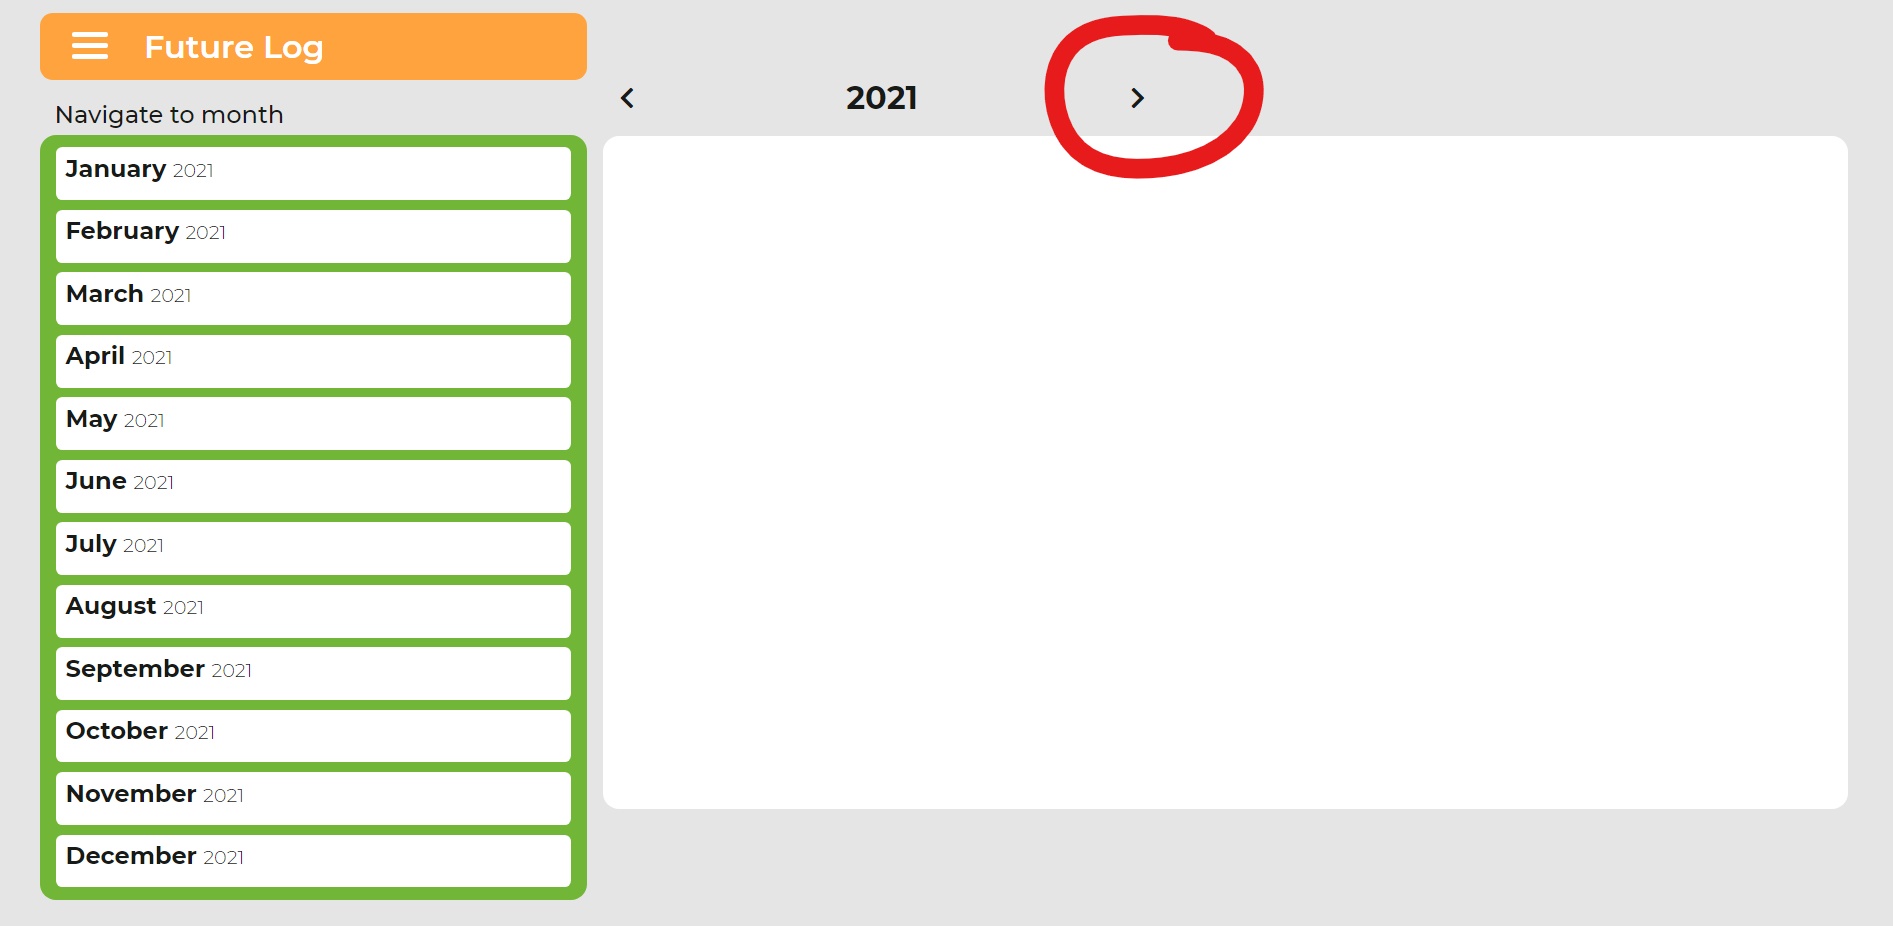 Future Log
Navigate to month
2021
January 2021
February 2021
March 2021
April 2021
May 2021
June 2021
July 2021
August 2021
September 2021
October 2021
November 2021
December 2021